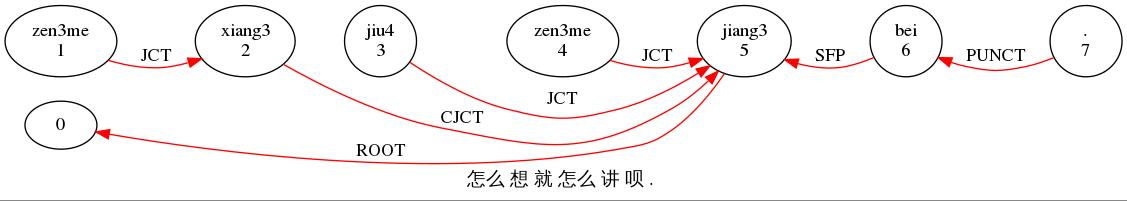 zen3me xiang3 jiu4 zen3me jiang3 bei .
1 2 3 4 5 6 7
JCT JCT SFP PUNCT
JCT
CJCT
0
ROOT
怎么 想 就 怎么 讲 呗 .